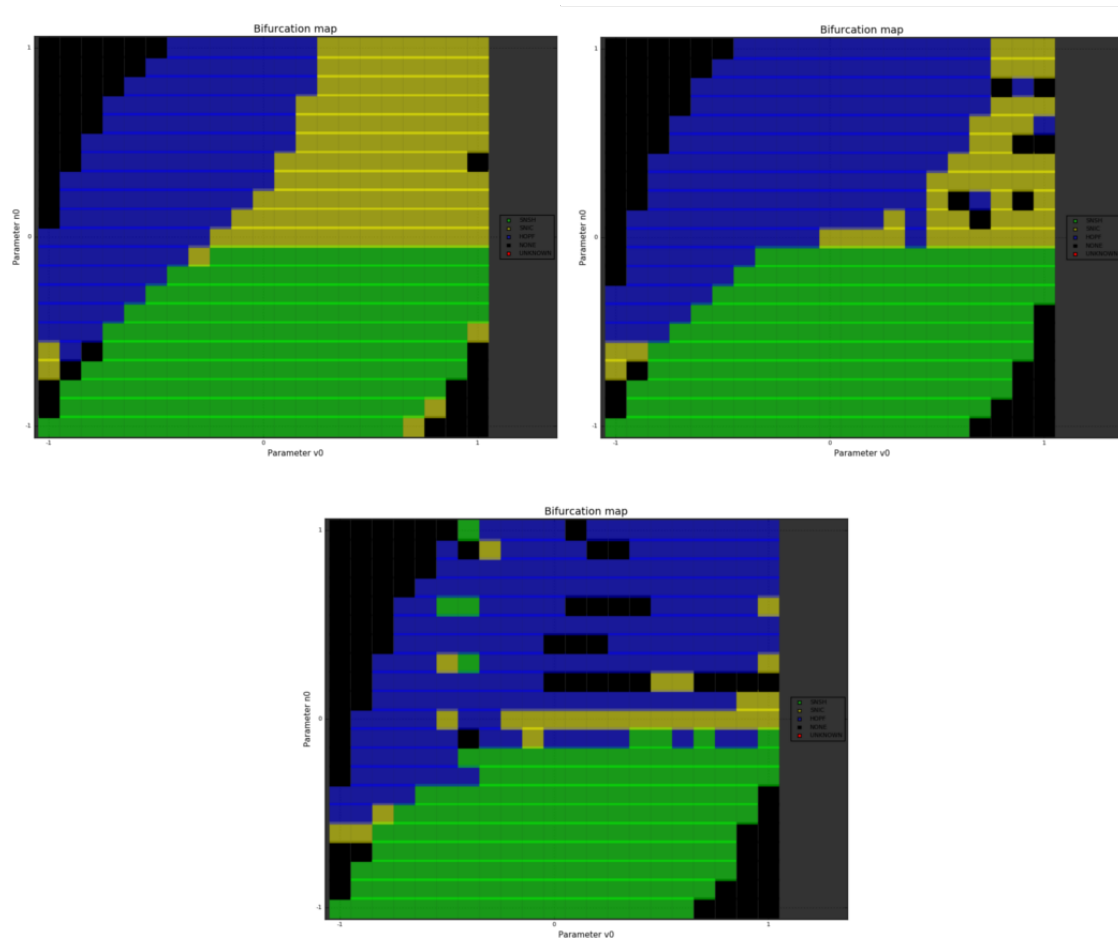 Bifurcation map
1
0
-1
Parameter n0
-1 0 1
Parameter v0
SNSH
SNIC
HOPF
NONE
UNKNOWN
Bifurcation map
1
0
-1
Parameter n0
-1 0 1
Parameter v0
SNSH
SNIC
HOPF
NONE
UNKNOWN
Bifurcation map
1
0
-1
Parameter n0
-1 0 1
Parameter v0
SNSH
SNIC
HOPF
NONE
UNKNOWN